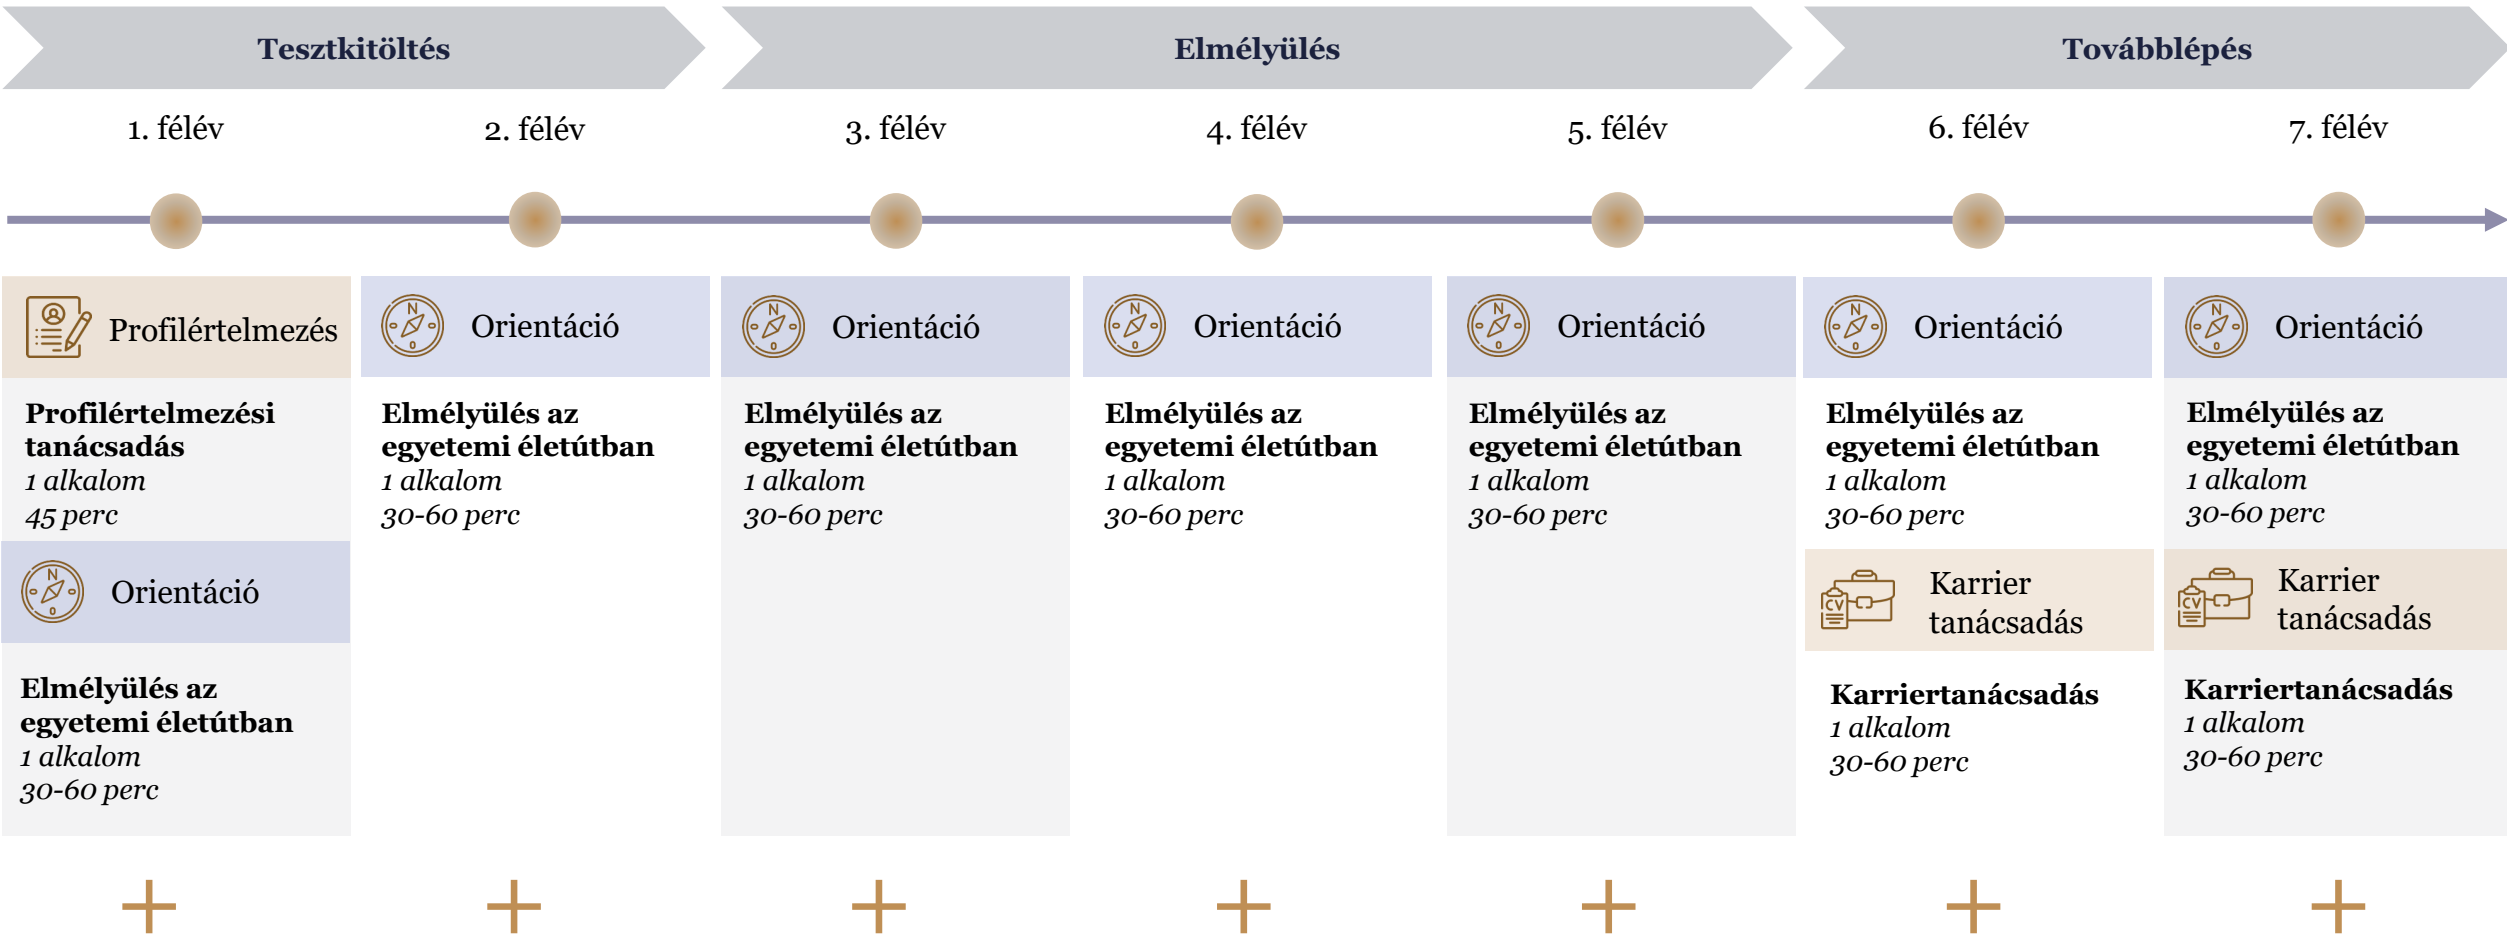 Tesztkitöltés
Elmélyülés
Továbblépés
1. félév
2. félév
3. félév
4. félév
5. félév
6. félév
7. félév
Profilértelmezés
Profilértelmezési
tanácsadás
1 alkalom
45 perc
N
Orientáció
Elmélyülés az
egyetemi életútban
1 alkalom
30-60 perc
N
Orientáció
Elmélyülés az
egyetemi életútban
1 alkalom
30-60 perc
N
Orientáció
Elmélyülés az
egyetemi életútban
1 alkalom
30-60 perc
N
Orientáció
Elmélyülés az
egyetemi életútban
1 alkalom
30-60 perc
N
Orientáció
Elmélyülés az
egyetemi életútban
1 alkalom
30-60 perc
N
Orientáció
Elmélyülés az
egyetemi életútban
1 alkalom
30-60 perc
CV
Karrier
tanácsadás
Karriertanácsadás
1 alkalom
30-60 perc
N
Orientáció
Elmélyülés az
egyetemi életútban
1 alkalom
30-60 perc
CV
Karrier
tanácsadás
Karriertanácsadás
1 alkalom
30-60 perc